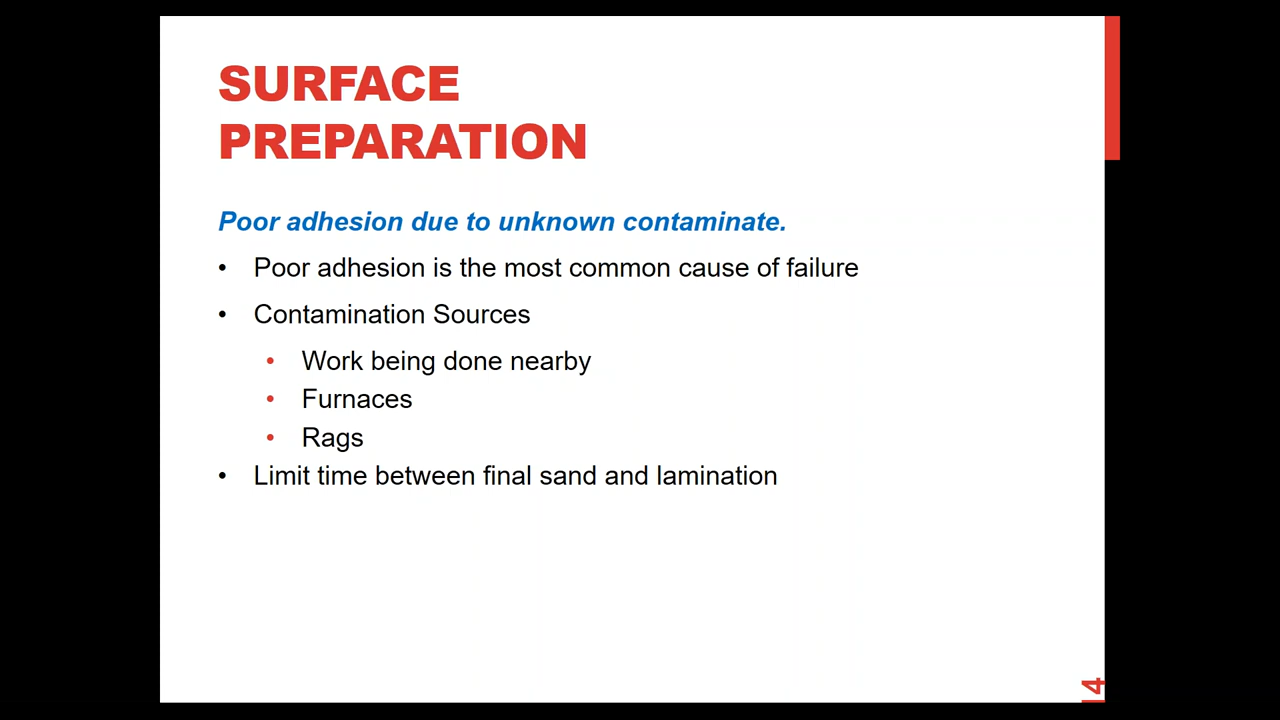 SURFACE
PREPARATION
Poor adhesion due to unknown contaminate.
• Poor adhesion is the most common cause of failure
• Contamination Sources
• Work being done nearby
• Furnaces
• Rags
• Limit time between final sand and lamination